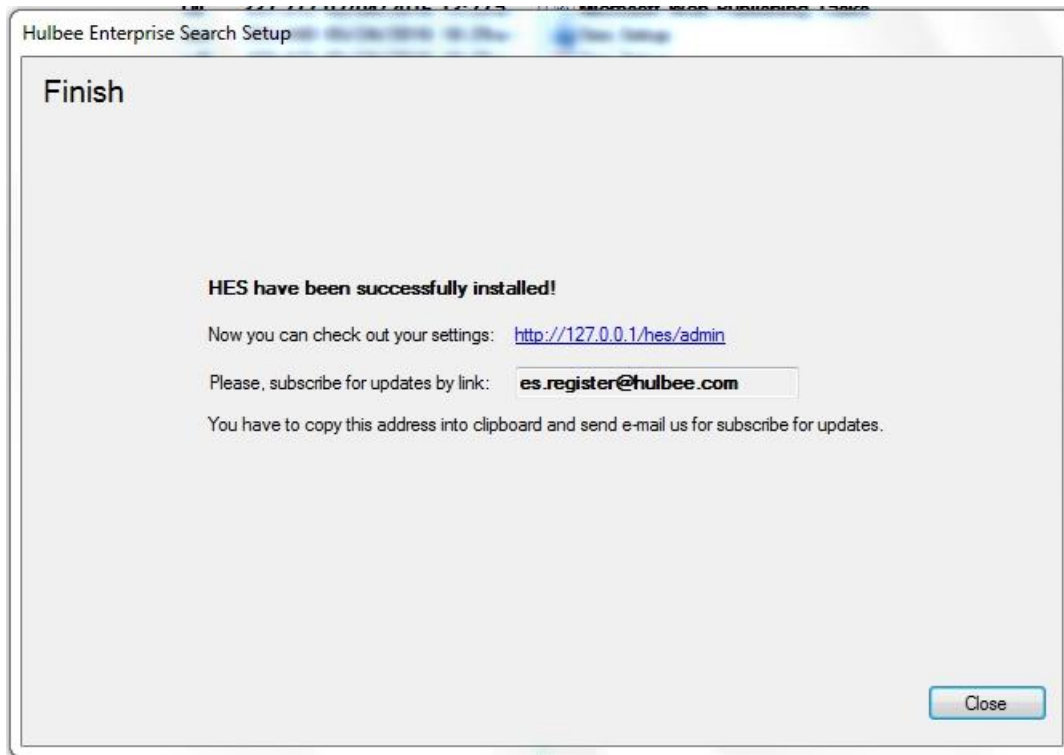 Hulbee Enterprise Search Setup
Finish
HES have been successfully installed!
Now you can check out your settings: http://127.0.0.1/hes/admin
Please, subscribe for updates by link: es.register@hulbee.com
You have to copy this address into clipboard and send e-mail us for subscribe for updates.
Close